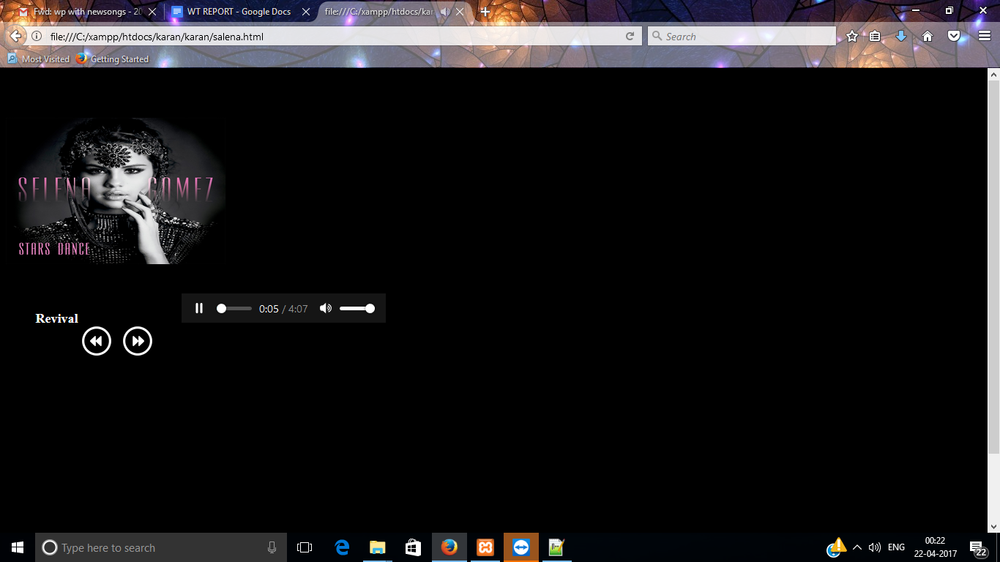 Fwd: wp with newsongs - 20
WT REPORT - Google Docs
file:///C:/xampp/htdocs/kar
file:///C:/xampp/htdocs/karan/karan/salena.html
Search
Most Visited
Getting Started
SELENA GOMEZ
STARS DANCE
Revival
0:05 / 4:07
Type here to search
ENG
00:22
22-04-2017
22